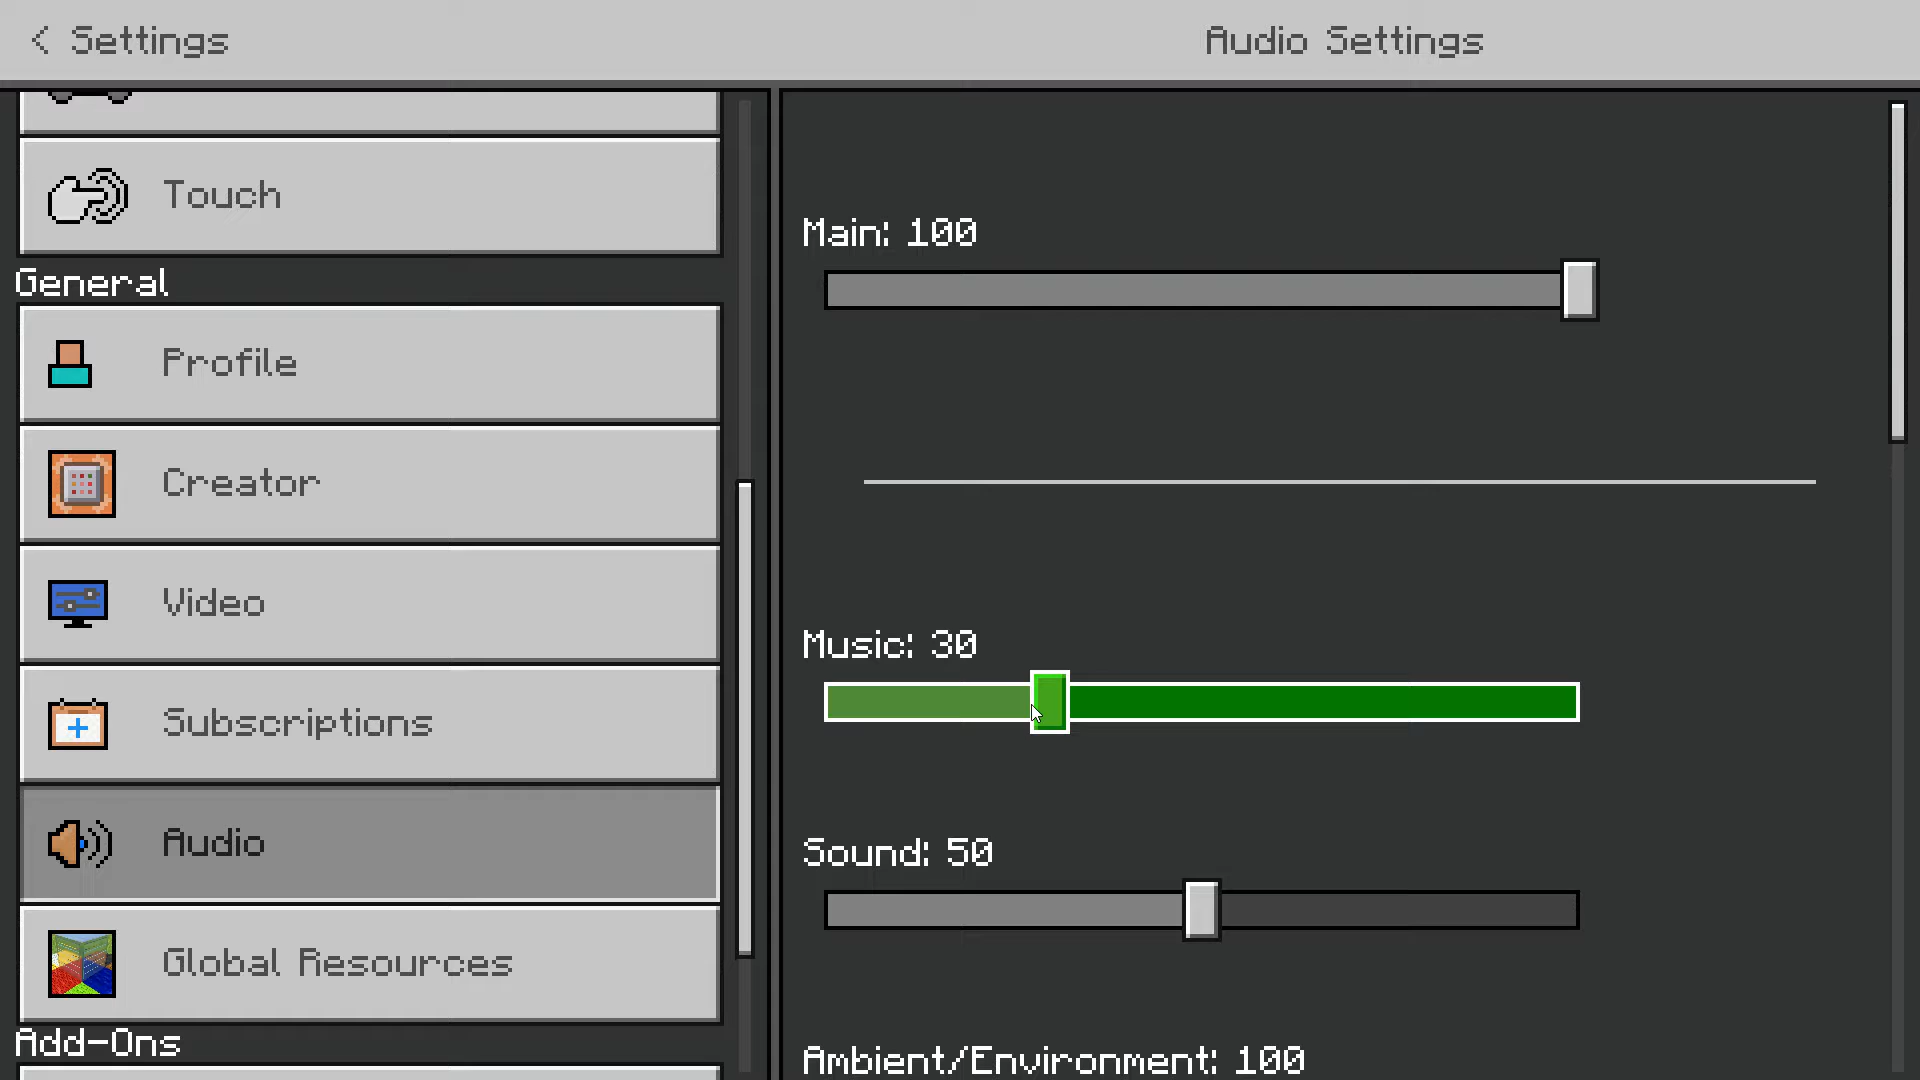 Settings
Audio Settings
Touch
General
Profile
Creator
Video
Subscriptions
Audio
Global Resources
Add-Ons
Main: 100
Music: 30
Sound: 50
Ambient/Environment: 100